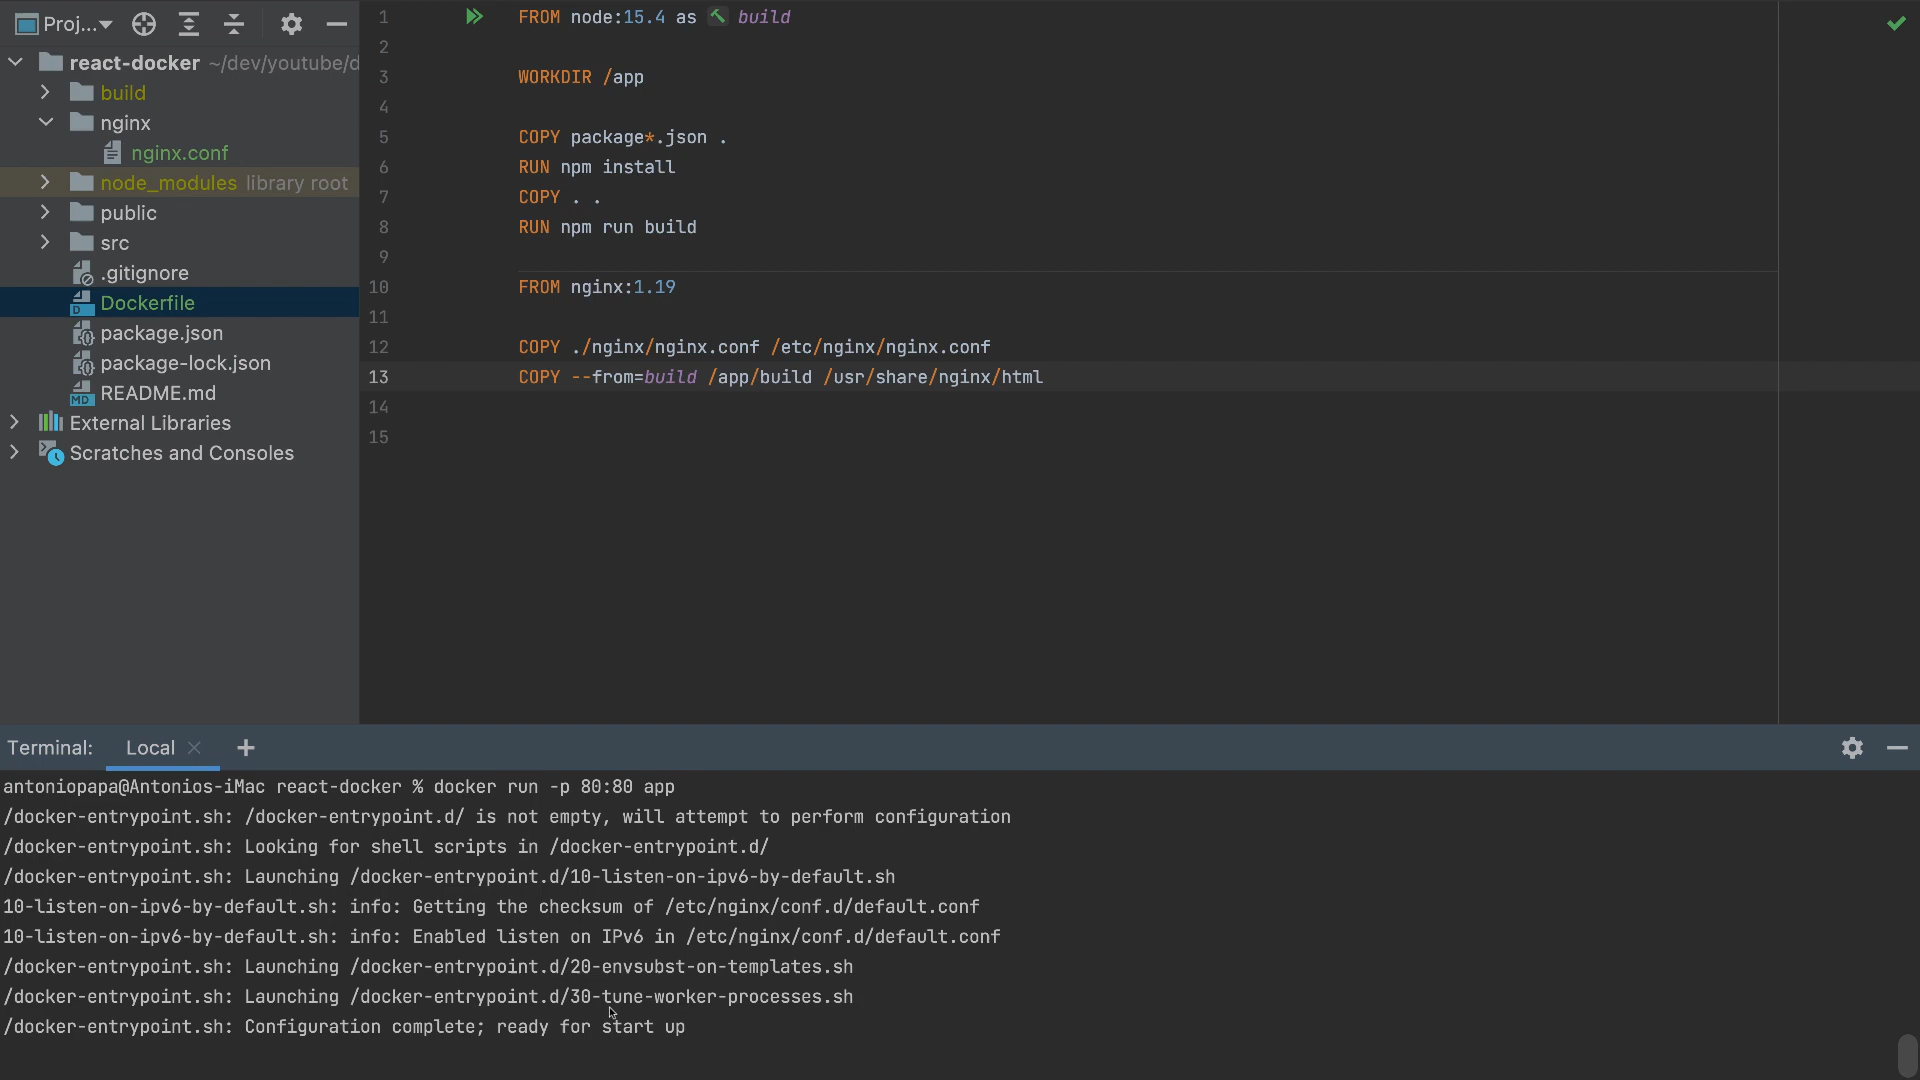 Proj...
react-docker ~/dev/youtube/d
build
nginx
nginx.conf
node_modules library root
public
src
.gitignore
Dockerfile
package.json
package-lock.json
README.md
External Libraries
Scratches and Consoles
1 FROM node:15.4 as build
2
3 WORKDIR /app
4
5 COPY package*.json .
6 RUN npm install
7 COPY . .
8 RUN npm run build
9
10 FROM nginx:1.19
11
12 COPY ./nginx/nginx.conf /etc/nginx/nginx.conf
13 COPY --from=build /app/build /usr/share/nginx/html
14
15
Terminal: Local
antoniopapa@Antonios-iMac react-docker % docker run -p 80:80 app
/docker-entrypoint.sh: /docker-entrypoint.d/ is not empty, will attempt to perform configuration
/docker-entrypoint.sh: Looking for shell scripts in /docker-entrypoint.d/
/docker-entrypoint.sh: Launching /docker-entrypoint.d/10-listen-on-ipv6-by-default.sh
10-listen-on-ipv6-by-default.sh: info: Getting the checksum of /etc/nginx/conf.d/default.conf
10-listen-on-ipv6-by-default.sh: info: Enabled listen on IPv6 in /etc/nginx/conf.d/default.conf
/docker-entrypoint.sh: Launching /docker-entrypoint.d/20-envsubst-on-templates.sh
/docker-entrypoint.sh: Launching /docker-entrypoint.d/30-tune-worker-processes.sh
/docker-entrypoint.sh: Configuration complete; ready for start up